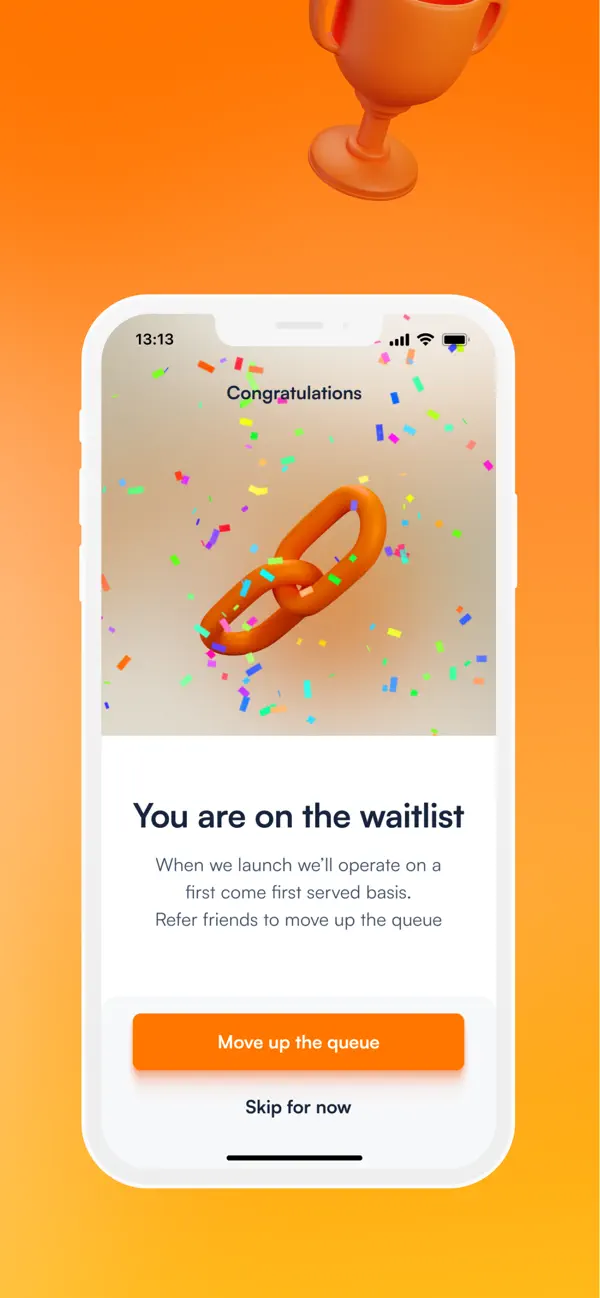 13:13
Congratulations
You are on the waitlist
When we launch we'll operate on a
first come first served basis.
Refer friends to move up the queue
Move up the queue
Skip for now